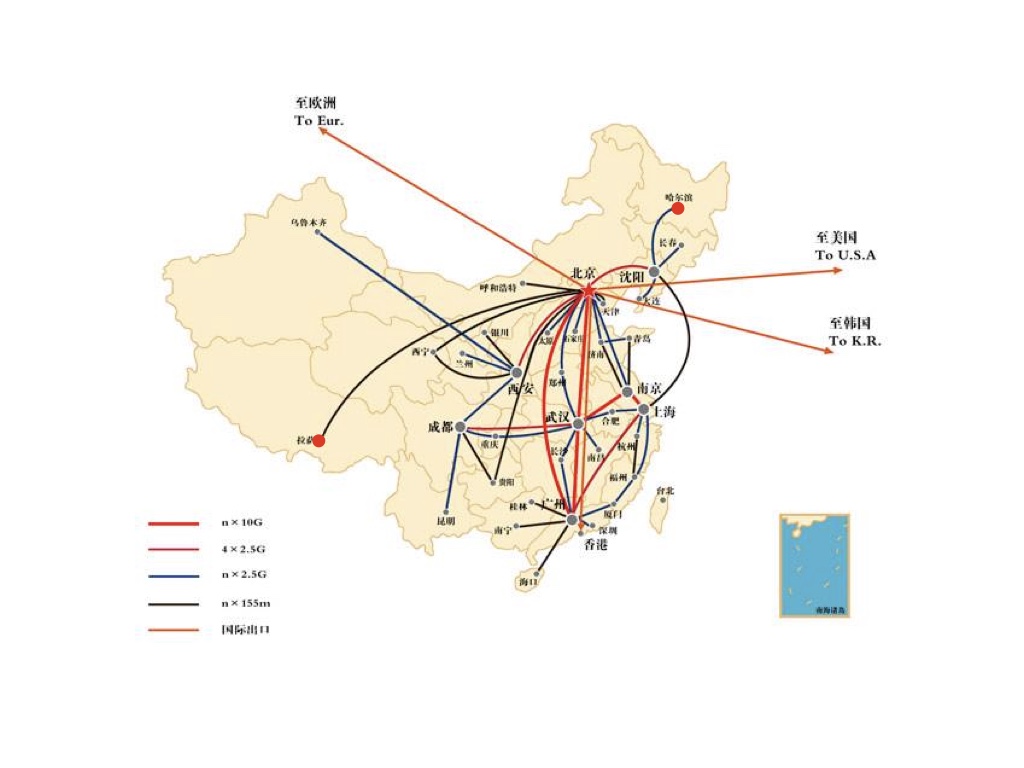 至欧洲
To Eur.
哈尔滨
乌鲁木齐
长春
至美国
To U.S.A
北京
沈阳
呼和浩特
大连
天津
至韩国
To K.R.
银川
太原
石家庄
青岛
西宁
济南
兰州
郑州
西安
南京
上海
武汉
合肥
成都
拉萨
重庆
杭州
长沙
南昌
贵阳
福州
台北
桂林
广州
厦门
昆明
南宁
深圳
香港
海口
n×10G
4×2.5G
n×2.5G
n×155m
国际出口
南海诸岛